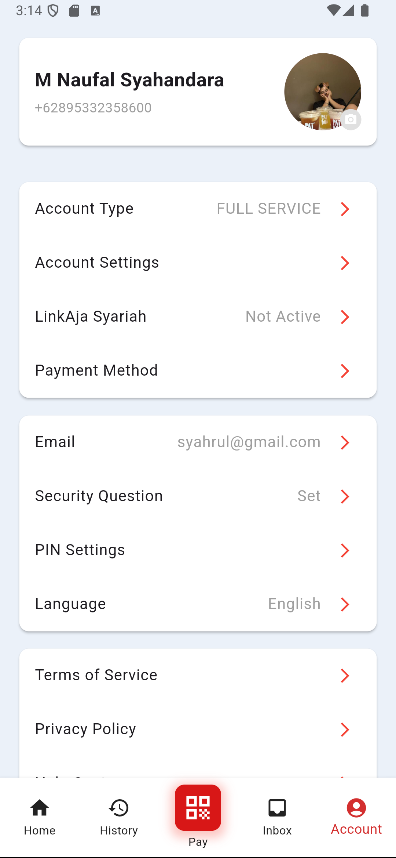 3:14
M Naufal Syahandara
+62895332358600
Account Type FULL SERVICE
Account Settings
LinkAja Syariah Not Active
Payment Method
Email syahrul@gmail.com
Security Question Set
PIN Settings
Language English
Terms of Service
Privacy Policy
Home History Pay Inbox Account